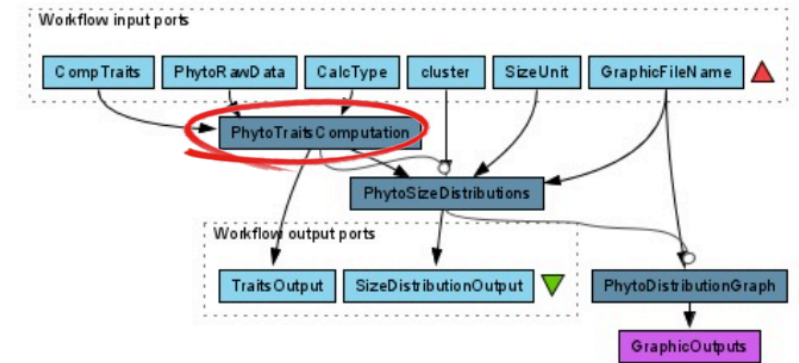 Workflow input ports
CompTraits PhytoRawData CalcType cluster SizeUnit GraphicFileName
PhytoTraitsComputation
PhytoSizeDistributions
Workflow output ports
TraitsOutput SizeDistributionOutput PhytoDistributionGraph
GraphicOutputs